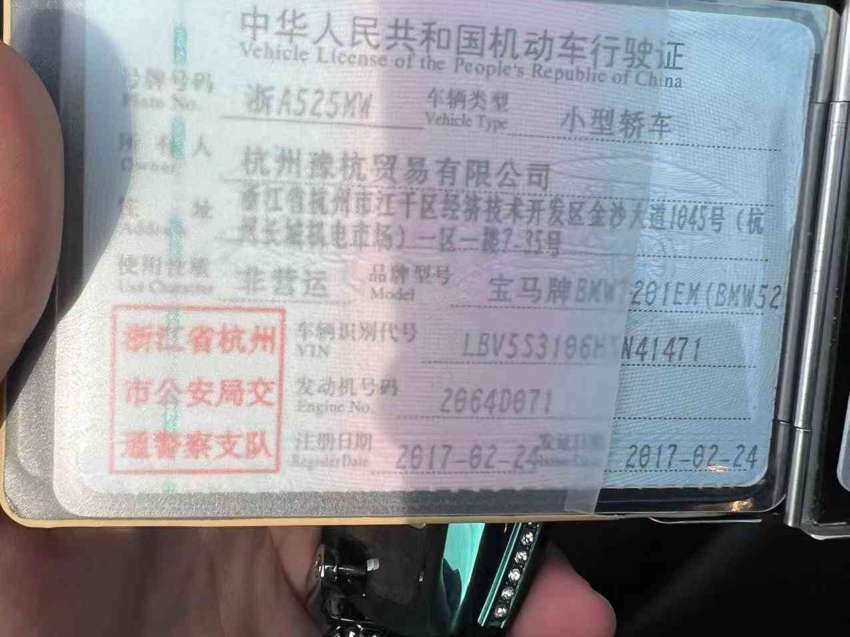 中华人民共和国机动车行驶证
Vehicle License of the People's Republic of China
号牌号码 浙A525MW 车辆类型 小型轿车
Plate No. Vehicle Type
所有人 杭州豫杭贸易有限公司
Owner
住址 浙江省杭州市江干区经济技术开发区金沙大道1045号（杭
Address 长城机电市场）一区一路7-35号
使用性质 非营运 品牌型号 宝马牌
Use Character Model
浙江省杭州 车辆识别代号
市公安局交 VIN
通警察支队 发动机号码 2064D071
Engine No.
注册日期 2017-02-24 发证日期 2017-02-24
Register Date Issue Date